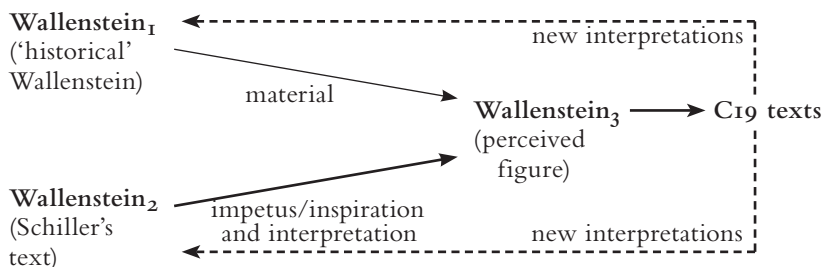 Wallenstein₁
(‘historical’
Wallenstein)
new interpretations
material
Wallenstein₃
(perceived
figure)
C19 texts
Wallenstein₂
(Schiller’s
text)
impetus/inspiration
and interpretation
new interpretations